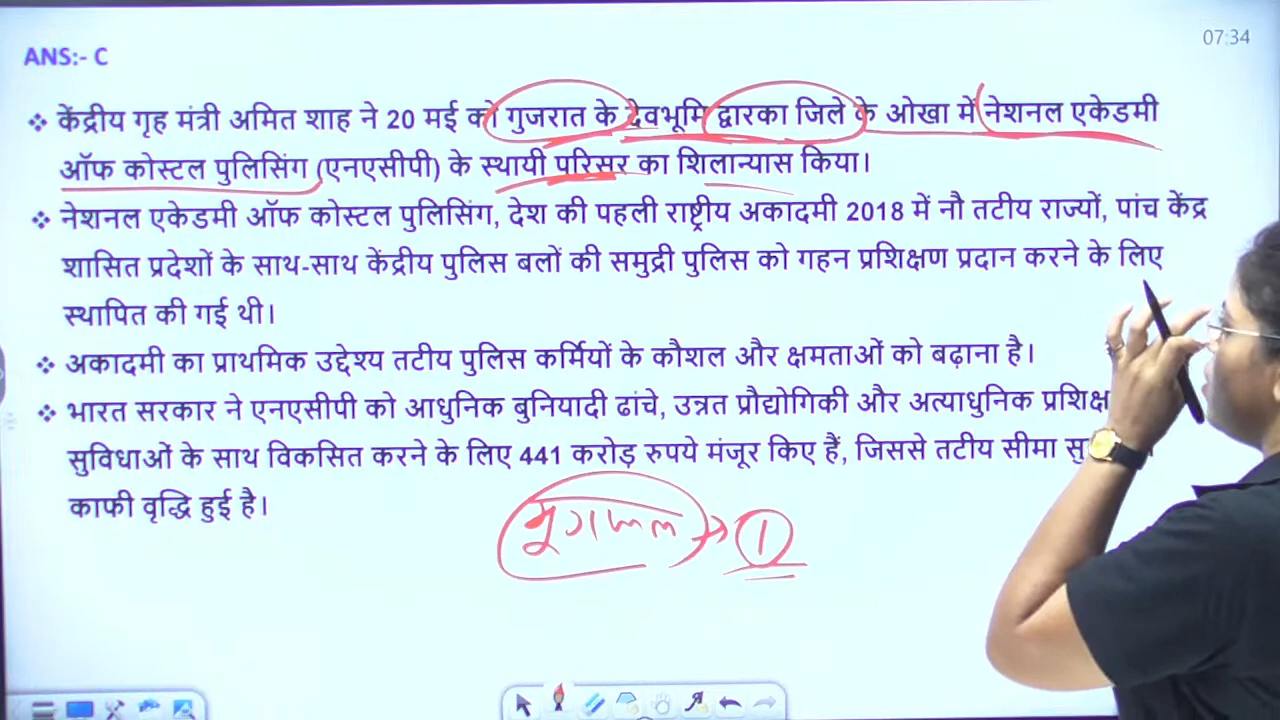 07:34
ANS:- C
❖ केंद्रीय गृह मंत्री अमित शाह ने 20 मई को गुजरात के देवभूमि द्वारका जिले के ओखा में नेशनल एकेडमी
ऑफ कोस्टल पुलिसिंग (एनएसीपी) के स्थायी परिसर का शिलान्यास किया।
❖ नेशनल एकेडमी ऑफ कोस्टल पुलिसिंग, देश की पहली राष्ट्रीय अकादमी 2018 में नौ तटीय राज्यों, पांच केंद्र
शासित प्रदेशों के साथ-साथ केंद्रीय पुलिस बलों की समुद्री पुलिस को गहन प्रशिक्षण प्रदान करने के लिए
स्थापित की गई थी।
❖ अकादमी का प्राथमिक उद्देश्य तटीय पुलिस कर्मियों के कौशल और क्षमताओं को बढ़ाना है।
❖ भारत सरकार ने एनएसीपी को आधुनिक बुनियादी ढांचे, उन्नत प्रौद्योगिकी और अत्याधुनिक प्रशिक्ष
सुविधाओं के साथ विकसित करने के लिए 441 करोड़ रुपये मंजूर किए हैं, जिससे तटीय सीमा सु
काफी वृद्धि हुई है।
1